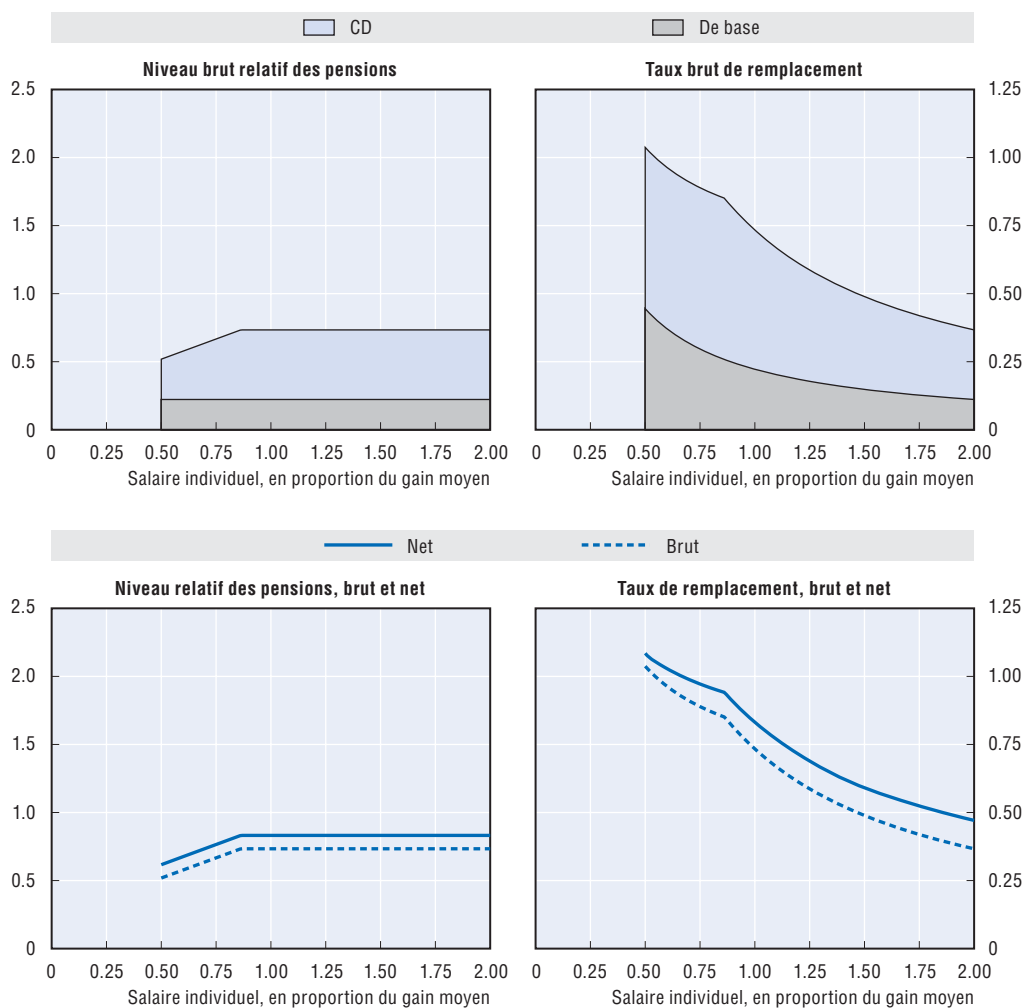 CD De base
Niveau brut relatif des pensions
2.5
2.0
1.5
1.0
0.5
0
0 0.25 0.50 0.75 1.00 1.25 1.50 1.75 2.00
Salaire individuel, en proportion du gain moyen
Taux brut de remplacement
1.25
1.00
0.75
0.50
0.25
0
0 0.25 0.50 0.75 1.00 1.25 1.50 1.75 2.00
Salaire individuel, en proportion du gain moyen
Net Brut
Niveau relatif des pensions, brut et net
2.5
2.0
1.5
1.0
0.5
0
0 0.25 0.50 0.75 1.00 1.25 1.50 1.75 2.00
Salaire individuel, en proportion du gain moyen
Taux de remplacement, brut et net
1.25
1.00
0.75
0.50
0.25
0
0 0.25 0.50 0.75 1.00 1.25 1.50 1.75 2.00
Salaire individuel, en proportion du gain moyen